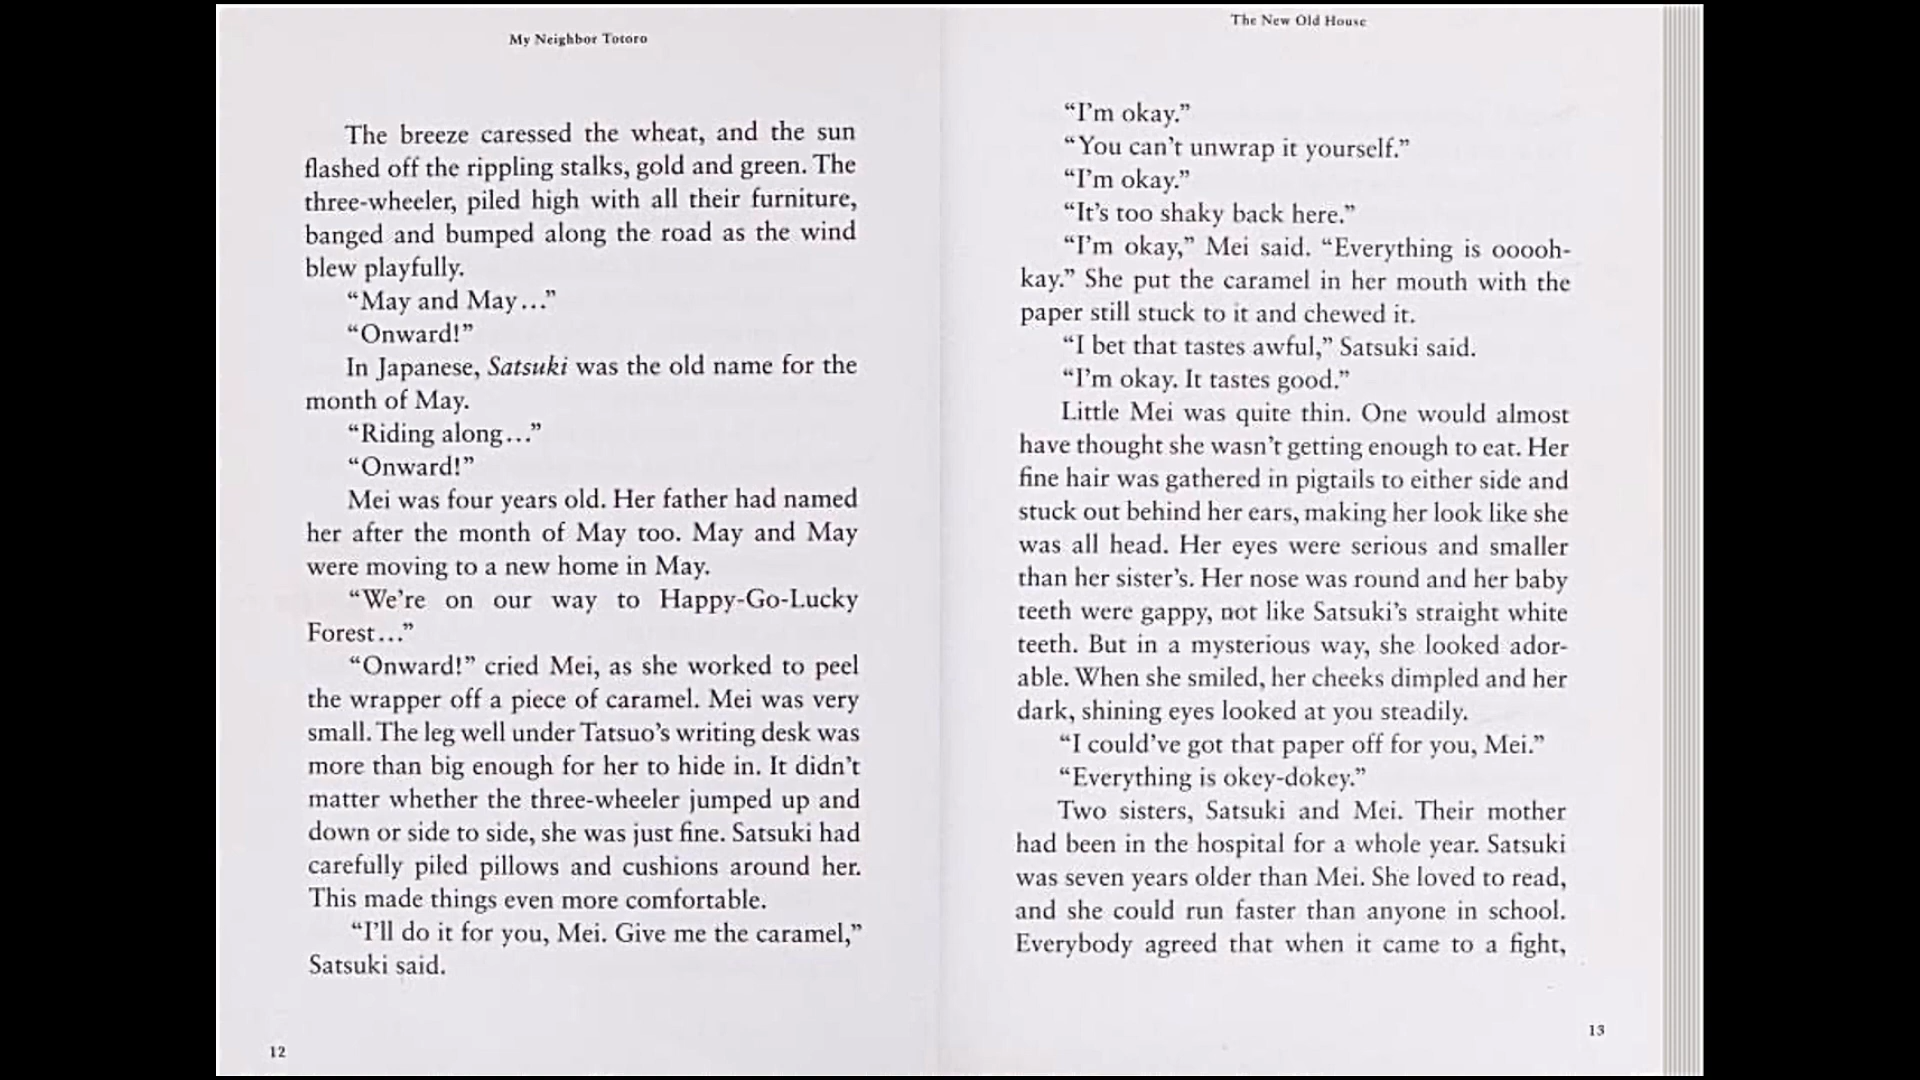 My Neighbor Totoro
The breeze caressed the wheat, and the sun
flashed off the rippling stalks, gold and green. The
three-wheeler, piled high with all their furniture,
banged and bumped along the road as the wind
blew playfully.
“May and May…”
“Onward!”
In Japanese, Satsuki was the old name for the
month of May.
“Riding along…”
“Onward!”
Mei was four years old. Her father had named
her after the month of May too. May and May
were moving to a new home in May.
“We’re on our way to Happy-Go-Lucky
Forest…”
“Onward!” cried Mei, as she worked to peel
the wrapper off a piece of caramel. Mei was very
small. The leg well under Tatsuo’s writing desk was
more than big enough for her to hide in. It didn’t
matter whether the three-wheeler jumped up and
down or side to side, she was just fine. Satsuki had
carefully piled pillows and cushions around her.
This made things even more comfortable.
“I’ll do it for you, Mei. Give me the caramel,”
Satsuki said.
12
The New Old House
“I’m okay.”
“You can’t unwrap it yourself.”
“I’m okay.”
“It’s too shaky back here.”
“I’m okay,” Mei said. “Everything is ooooh-
kay.” She put the caramel in her mouth with the
paper still stuck to it and chewed it.
“I bet that tastes awful,” Satsuki said.
“I’m okay. It tastes good.”
Little Mei was quite thin. One would almost
have thought she wasn’t getting enough to eat. Her
fine hair was gathered in pigtails to either side and
stuck out behind her ears, making her look like she
was all head. Her eyes were serious and smaller
than her sister’s. Her nose was round and her baby
teeth were gappy, not like Satsuki’s straight white
teeth. But in a mysterious way, she looked ador-
able. When she smiled, her cheeks dimpled and her
dark, shining eyes looked at you steadily.
“I could’ve got that paper off for you, Mei.”
“Everything is okey-dokey.”
Two sisters, Satsuki and Mei. Their mother
had been in the hospital for a whole year. Satsuki
was seven years older than Mei. She loved to read,
and she could run faster than anyone in school.
Everybody agreed that when it came to a fight,
13